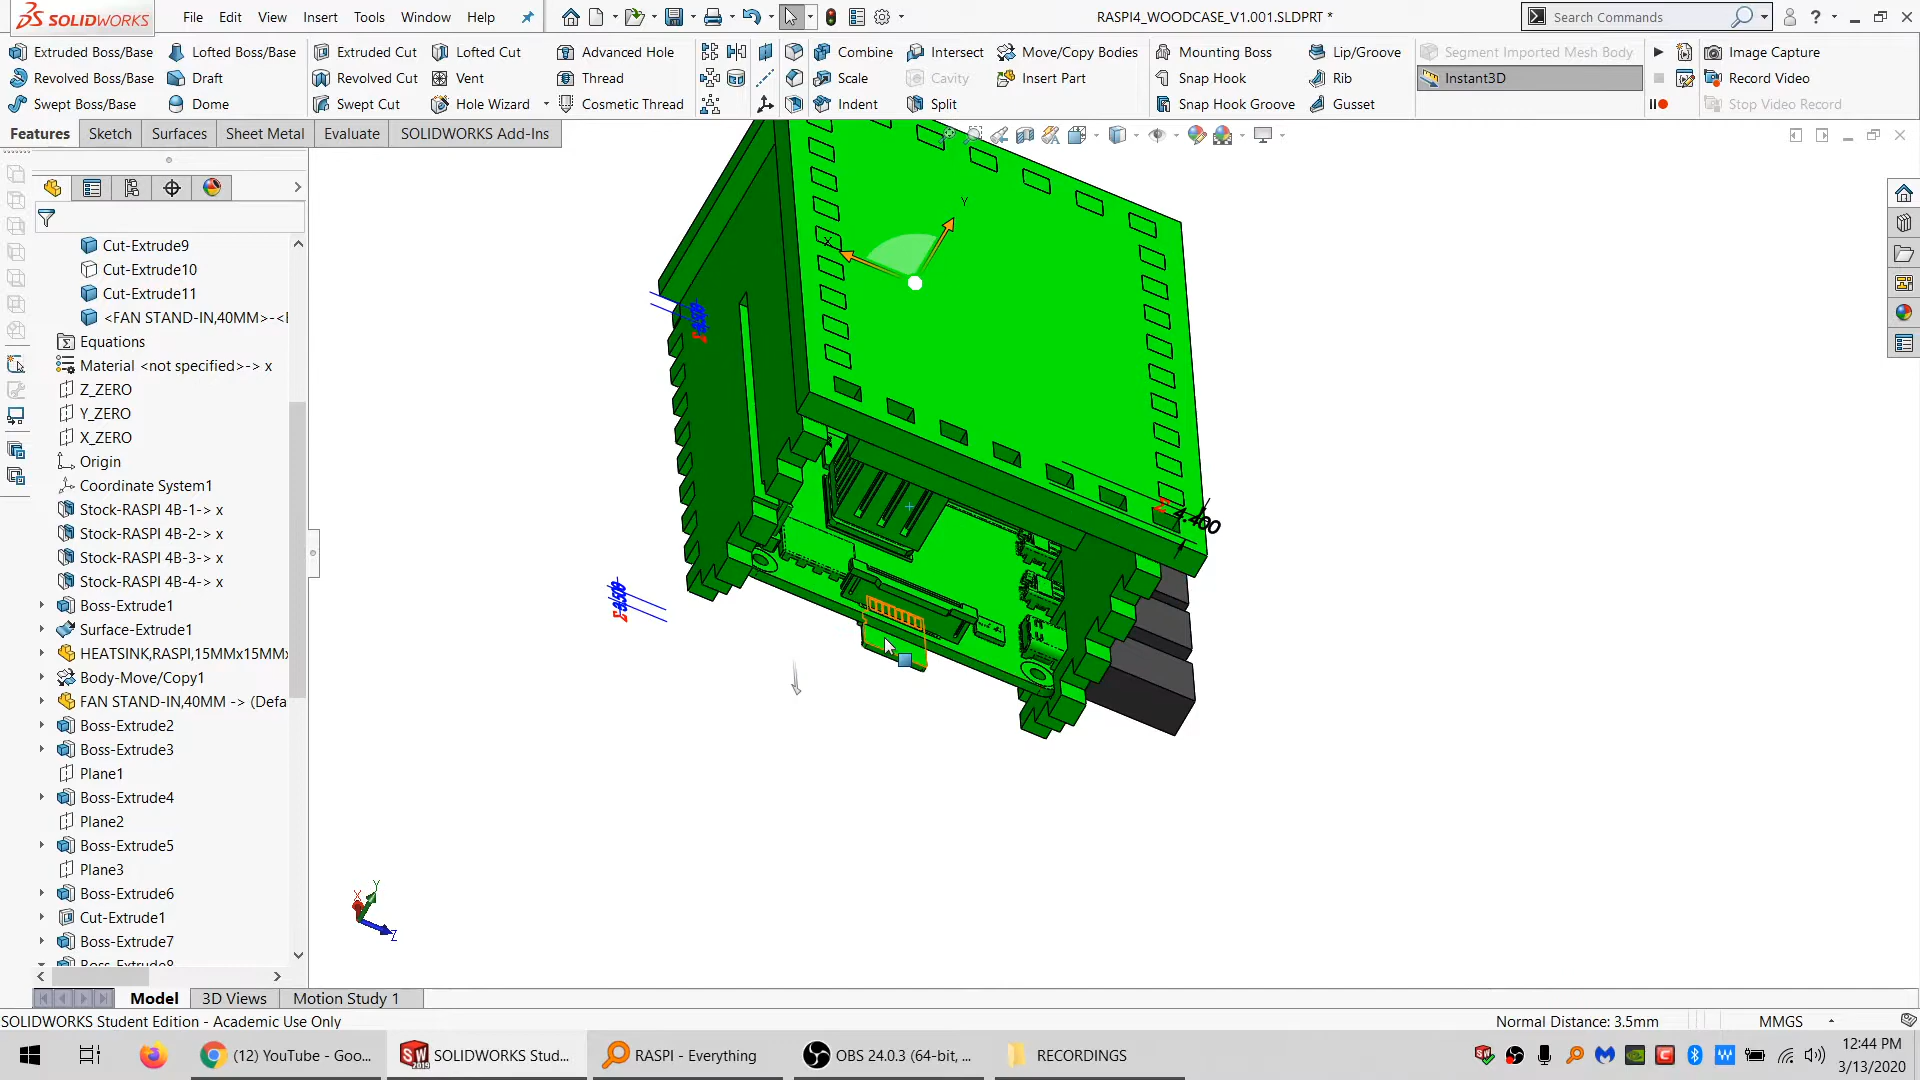 SOLIDWORKS File Edit View Insert Tools Window Help RASPI4_WOODCASE_V1.001.SLDPRT * Search Commands
Extruded Boss/Base Lofted Boss/Base Extruded Cut Lofted Cut Advanced Hole Combine Intersect Move/Copy Bodies Mounting Boss Lip/Groove Segment Imported Mesh Body Image Capture
Revolved Boss/Base Draft Revolved Cut Vent Thread Scale Cavity Insert Part Snap Hook Rib Instant3D Record Video
Swept Boss/Base Dome Swept Cut Hole Wizard Cosmetic Thread Indent Split Snap Hook Groove Gusset Stop Video Record
Features Sketch Surfaces Sheet Metal Evaluate SOLIDWORKS Add-Ins
Cut-Extrude9
Cut-Extrude10
Cut-Extrude11
<FAN STAND-IN,40MM>-<
Equations
Material <not specified>-> x
Z_ZERO
Y_ZERO
X_ZERO
Origin
Coordinate System1
Stock-RASPI 4B-1-> x
Stock-RASPI 4B-2-> x
Stock-RASPI 4B-3-> x
Stock-RASPI 4B-4-> x
Boss-Extrude1
Surface-Extrude1
HEATSINK,RASPI,15MMx15MMx
Body-Move/Copy1
FAN STAND-IN,40MM -> (Defa
Boss-Extrude2
Boss-Extrude3
Plane1
Boss-Extrude4
Plane2
Boss-Extrude5
Plane3
Boss-Extrude6
Cut-Extrude1
Boss-Extrude7
Boss-Extrude8
Y
X
Σ 4.400
X Y
Z
Model 3D Views Motion Study 1
SOLIDWORKS Student Edition - Academic Use Only Normal Distance: 3.5mm MMGS
(12) YouTube - Goo... SOLIDWORKS Stud... RASPI - Everything OBS 24.0.3 (64-bit, ... RECORDINGS 12:44 PM
3/13/2020